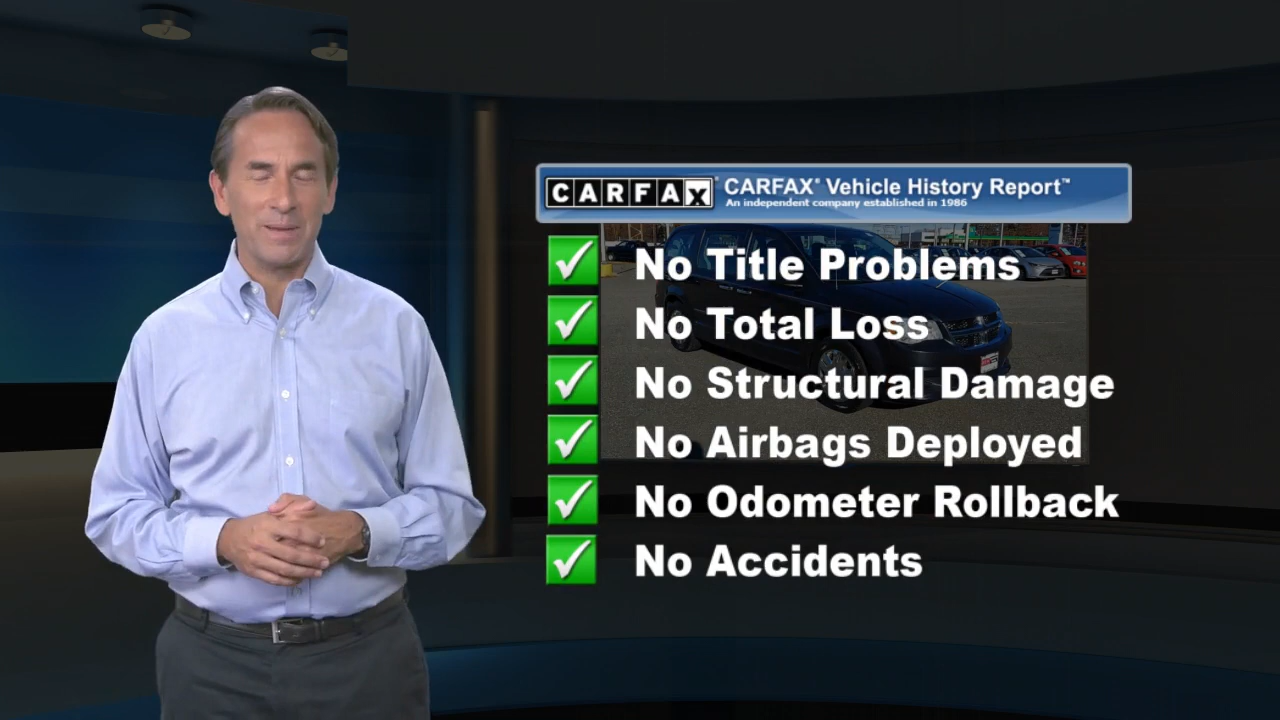 CARFAX® CARFAX® Vehicle History Report™
An independent company established in 1986
No Title Problems
No Total Loss
No Structural Damage
No Airbags Deployed
No Odometer Rollback
No Accidents